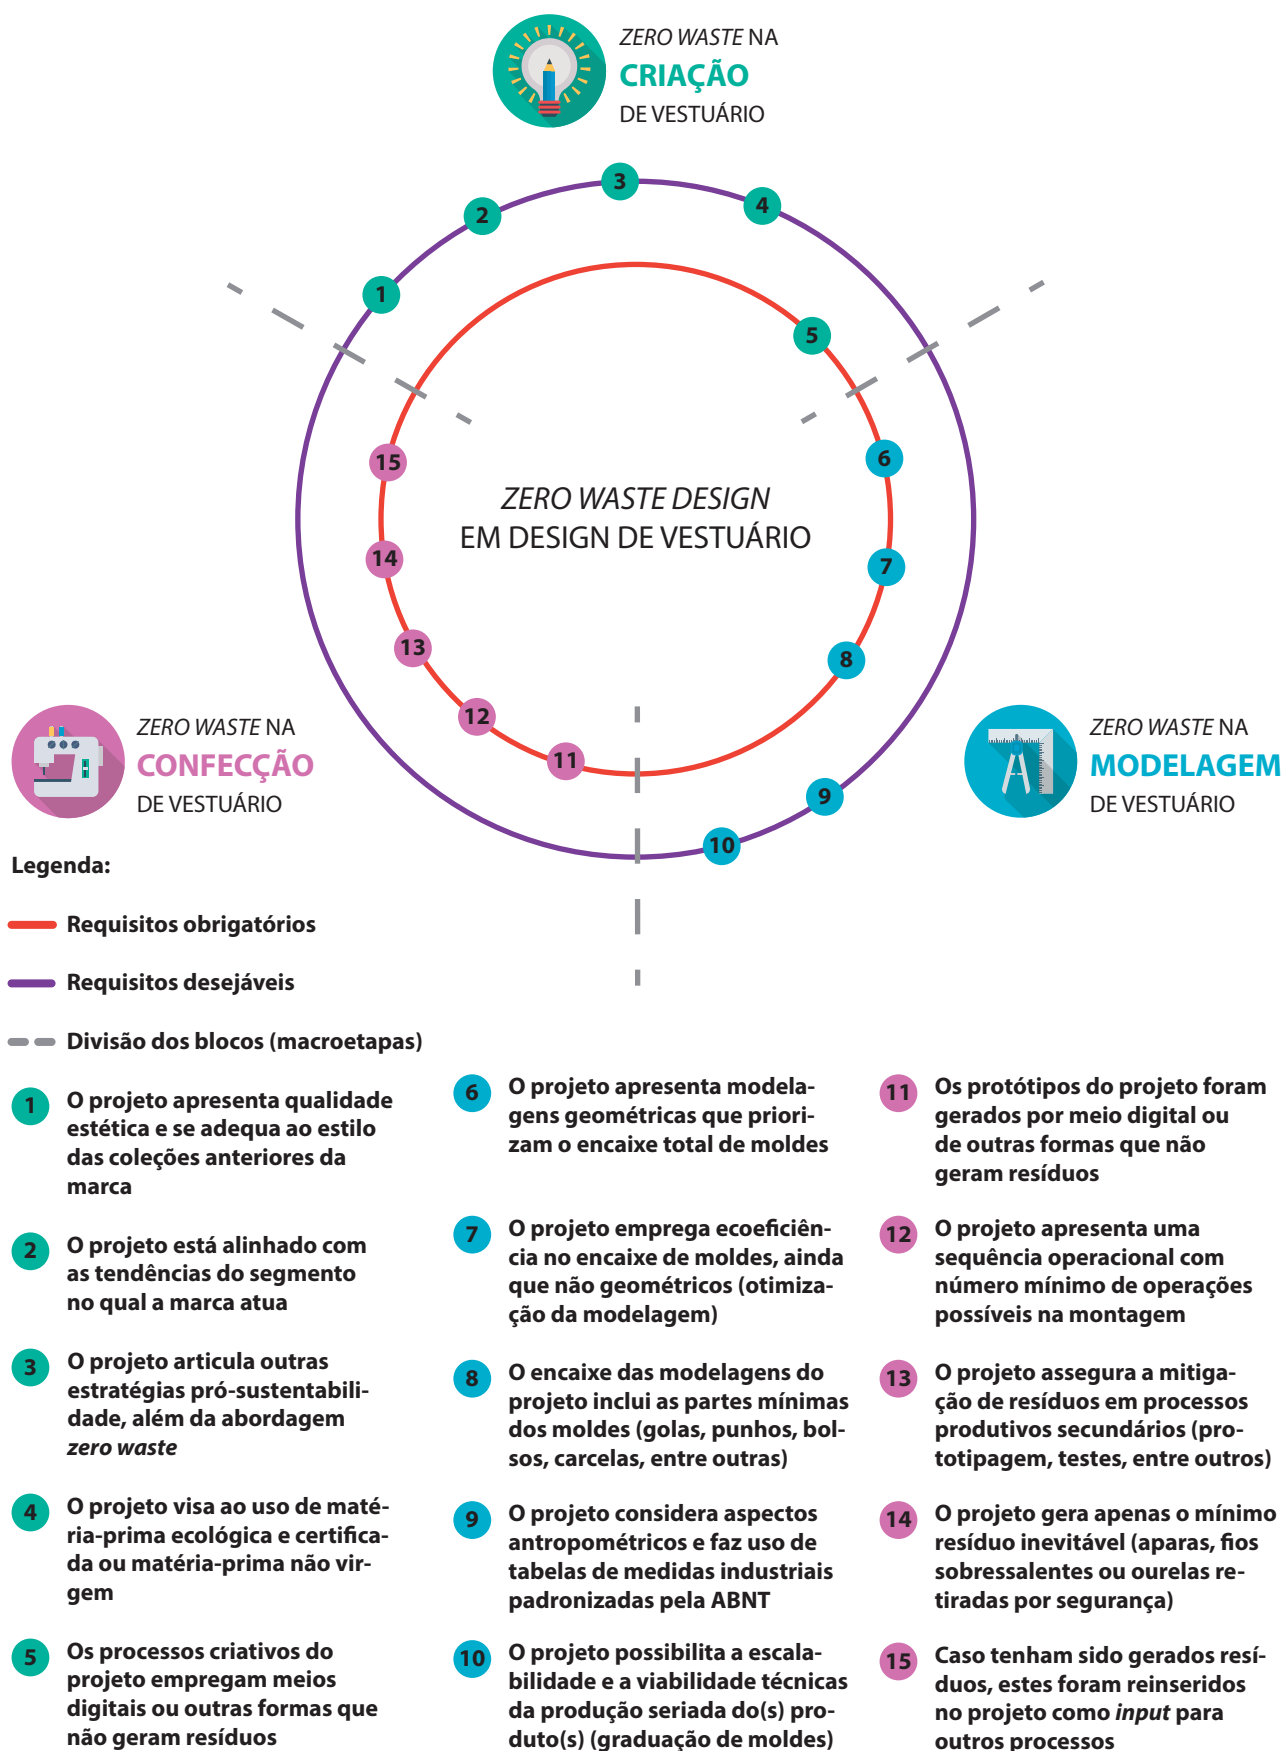 ZERO WASTE NA
CRIAÇÃO
DE VESTUÁRIO
3
2
4
1
5
15
6
ZERO WASTE DESIGN
EM DESIGN DE VESTUÁRIO
14
7
13
8
12
11
9
10
ZERO WASTE NA
CONFECÇÃO
DE VESTUÁRIO
ZERO WASTE NA
MODELAGEM
DE VESTUÁRIO
Legenda:
Requisitos obrigatórios
Requisitos desejáveis
Divisão dos blocos (macroetapas)
1 O projeto apresenta qualidade
estética e se adequa ao estilo
das coleções anteriores da
marca
2 O projeto está alinhado com
as tendências do segmento
no qual a marca atua
3 O projeto articula outras
estratégias pró-sustentabili-
dade, além da abordagem
zero waste
4 O projeto visa ao uso de maté-
ria-prima ecológica e certifica-
da ou matéria-prima não vir-
gem
5 Os processos criativos do
projeto empregam meios
digitais ou outras formas que
não geram resíduos
6 O projeto apresenta modela-
gens geométricas que priori-
zam o encaixe total de moldes
7 O projeto emprega ecoeficiên-
cia no encaixe de moldes, ainda
que não geométricos (otimiza-
ção da modelagem)
8 O encaixe das modelagens do
projeto inclui as partes mínimas
dos moldes (golas, punhos, bol-
sos, carcelas, entre outras)
9 O projeto considera aspectos
antropométricos e faz uso de
tabelas de medidas industriais
padronizadas pela ABNT
10 O projeto possibilita a escala-
bilidade e a viabilidade técnicas
da produção seriada do(s) pro-
duto(s) (graduação de moldes)
11 Os protótipos do projeto foram
gerados por meio digital ou
de outras formas que não
geram resíduos
12 O projeto apresenta uma
sequência operacional com
número mínimo de operações
possíveis na montagem
13 O projeto assegura a mitiga-
ção de resíduos em processos
produtivos secundários (pro-
totipagem, testes, entre outros)
14 O projeto gera apenas o mínimo
resíduo inevitável (aparas, fios
sobressalentes ou ourelas re-
tiradas por segurança)
15 Caso tenham sido gerados resí-
duos, estes foram reinseridos
no projeto como input para
outros processos